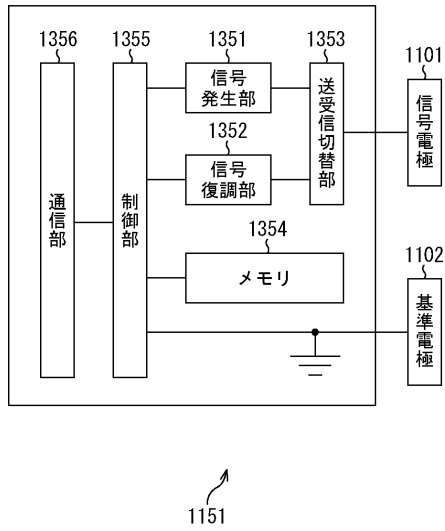 1356
1355
1351
1353
1101
通信部
制御部
信号
発生部
送受信切替部
信号電極
1352
信号
復調部
1354
メモリ
1102
基準電極
1151